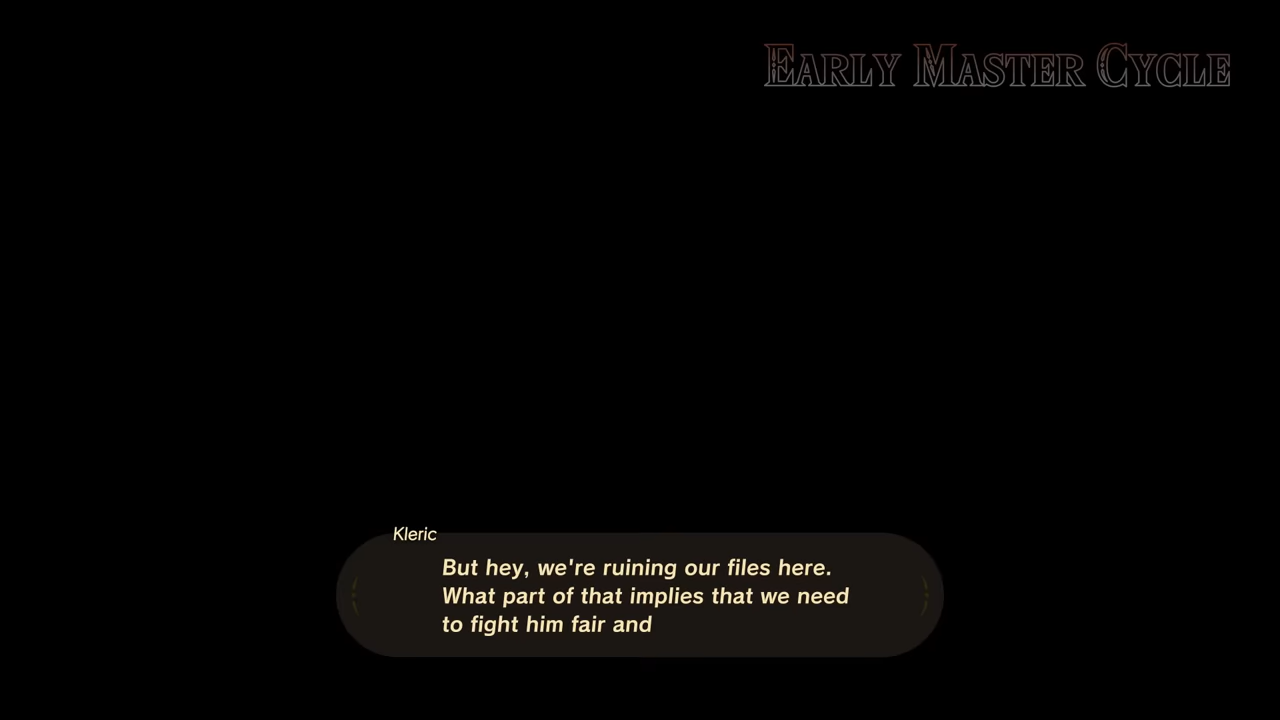 EARLY MASTER CYCLE
Kleric
But hey, we're ruining our files here.
What part of that implies that we need
to fight him fair and